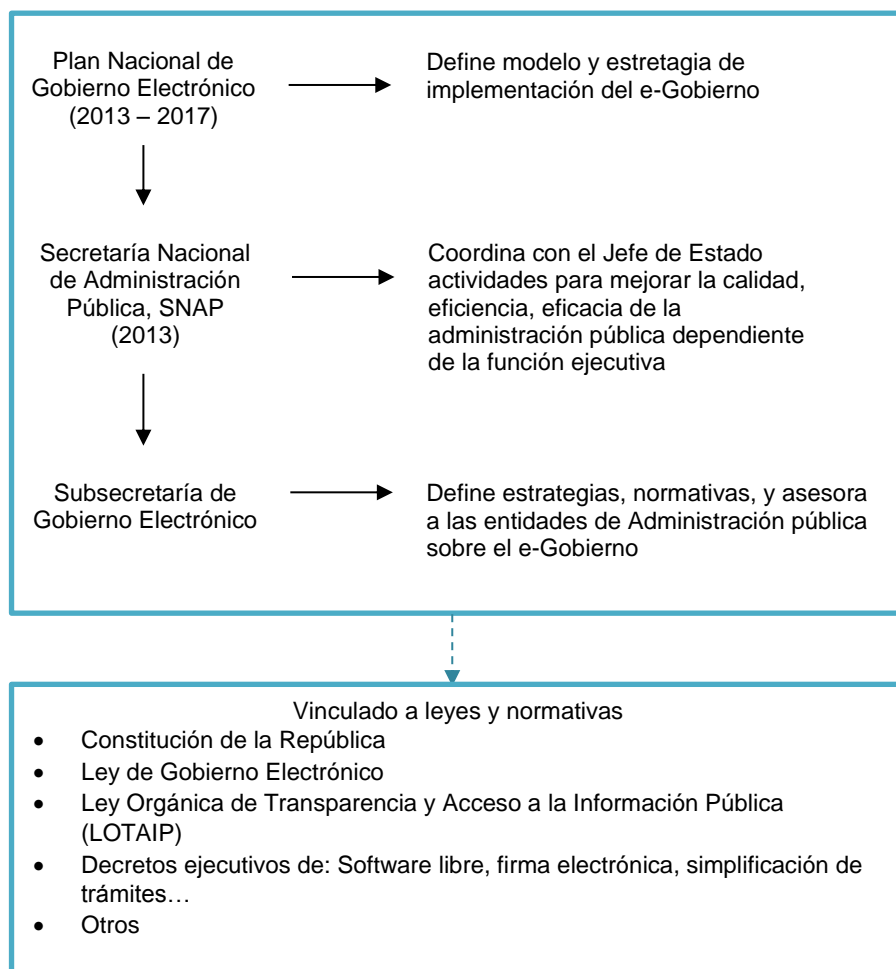 Plan Nacional de
Gobierno Electrónico
(2013 – 2017)
Define modelo y estretagia de
implementación del e-Gobierno
Secretaría Nacional
de Administración
Pública, SNAP
(2013)
Coordina con el Jefe de Estado
actividades para mejorar la calidad,
eficiencia, eficacia de la
administración pública dependiente
de la función ejecutiva
Subsecretaría de
Gobierno Electrónico
Define estrategias, normativas, y asesora
a las entidades de Administración pública
sobre el e-Gobierno
Vinculado a leyes y normativas
• Constitución de la República
• Ley de Gobierno Electrónico
• Ley Orgánica de Transparencia y Acceso a la Información Pública
(LOTAIP)
• Decretos ejecutivos de: Software libre, firma electrónica, simplificación de
trámites…
• Otros